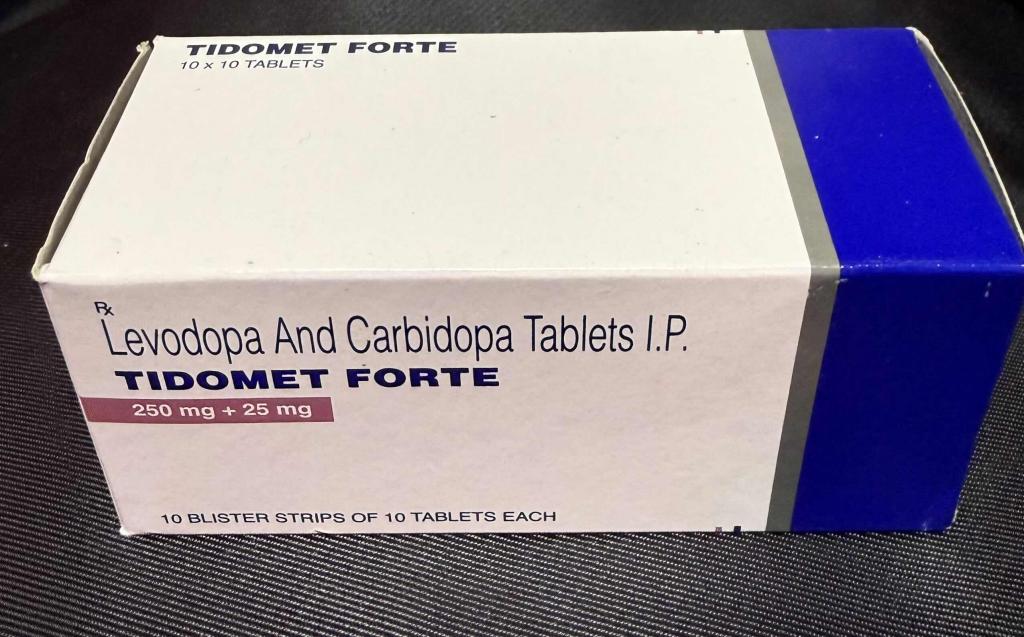 TIDOMET FORTE
10 x 10 TABLETS
Rx
Levodopa And Carbidopa Tablets I.P.
TIDOMET FORTE
250 mg + 25 mg
10 BLISTER STRIPS OF 10 TABLETS EACH